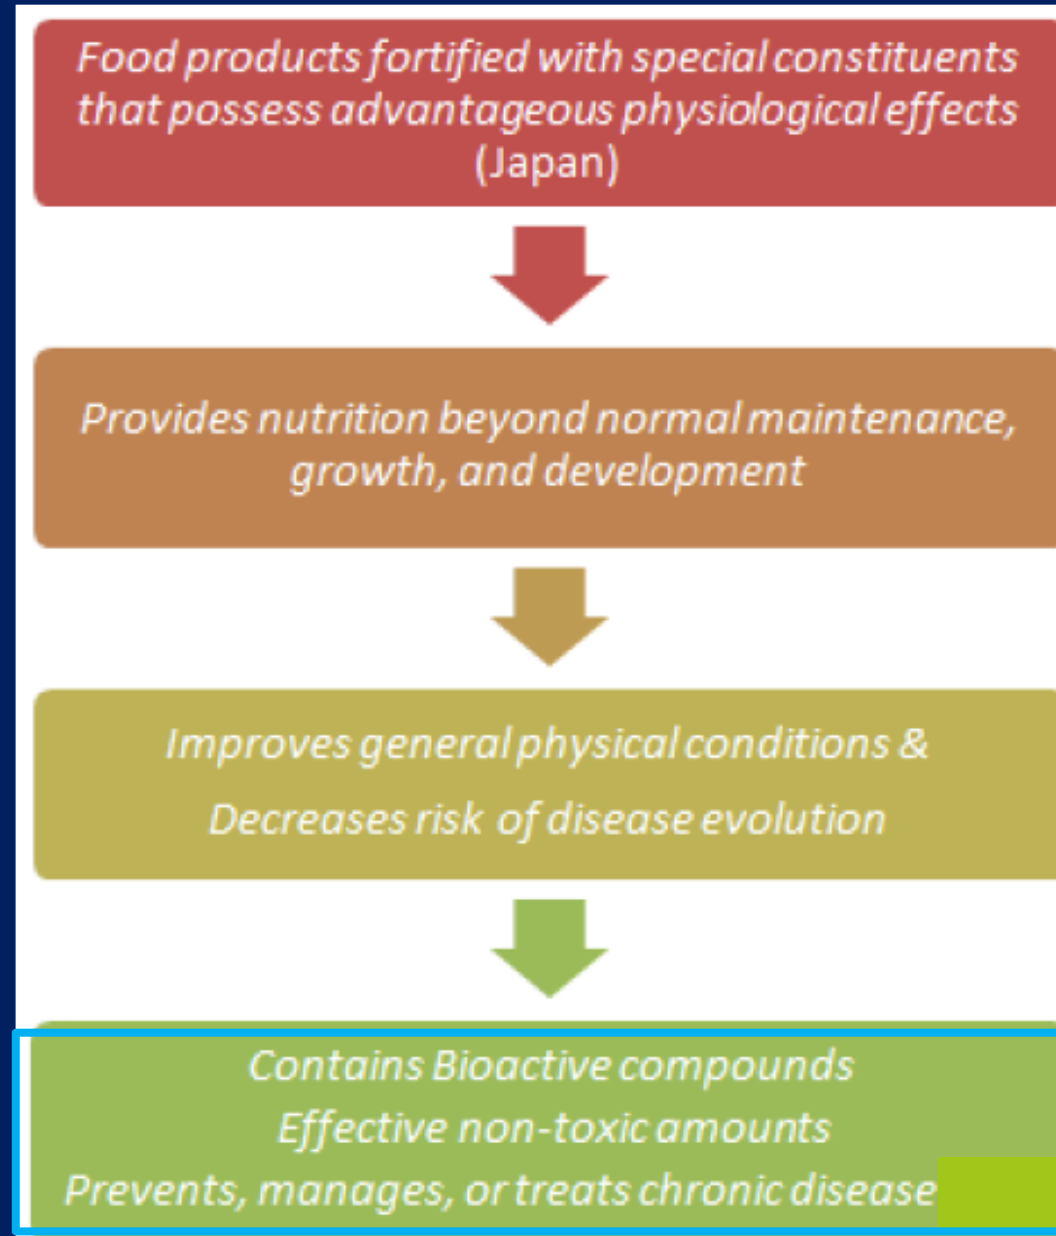 Food products fortified with special constituents
that possess advantageous physiological effects
(Japan)
Provides nutrition beyond normal maintenance,
growth, and development
Improves general physical conditions &
Decreases risk of disease evolution
Contains Bioactive compounds
Effective non-toxic amounts
Prevents, manages, or treats chronic disease